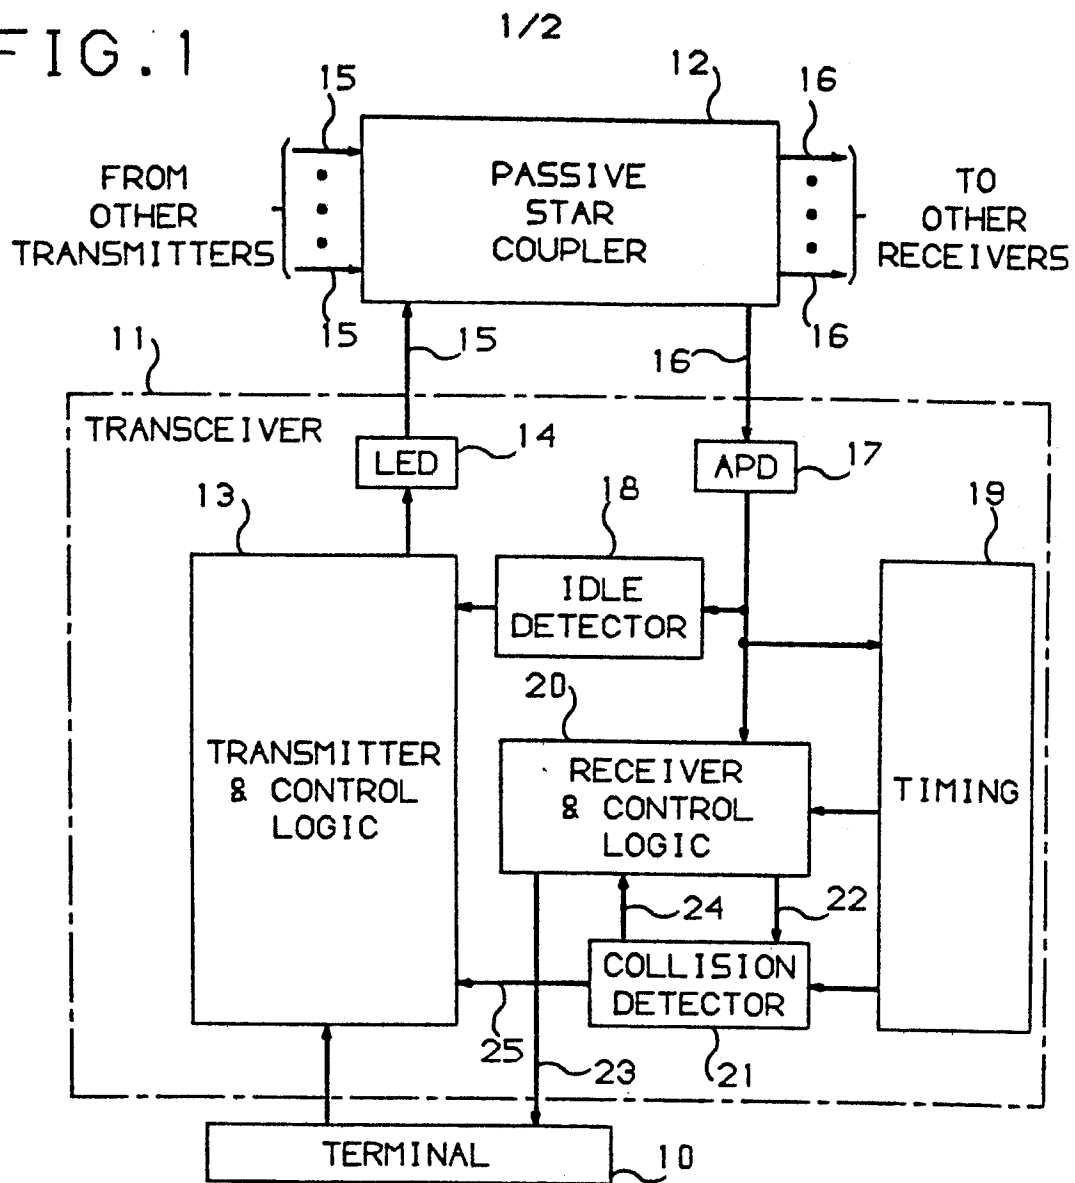 1/2
FIG.1
12
15
16
FROM
OTHER
TRANSMITTERS
PASSIVE
STAR
COUPLER
TO
OTHER
RECEIVERS
15
15
16
16
11
TRANSCEIVER
LED
14
APD
17
13
18
19
IDLE
DETECTOR
20
TRANSMITTER
& CONTROL
LOGIC
RECEIVER
& CONTROL
LOGIC
TIMING
24
22
COLLISION
DETECTOR
25
23
21
TERMINAL
10